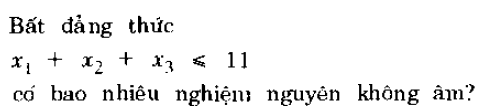 Bất đẳng thức
x₁ + x₂ + x₃ ⩽ 11
có bao nhiêu nghiệm nguyên không âm?